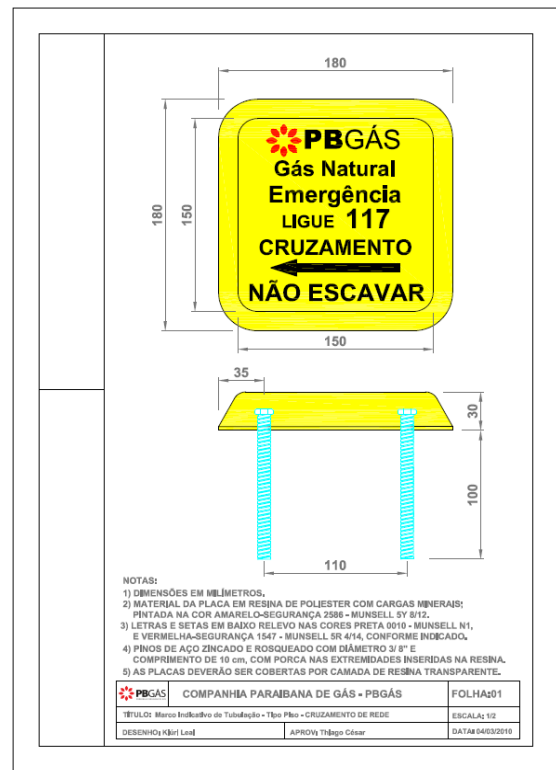 180
180
150
PBGÁS
Gás Natural
Emergência
LIGUE 117
CRUZAMENTO
NÃO ESCAVAR
150
35
30
100
110
NOTAS:
1) DIMENSÕES EM MILÍMETROS.
2) MATERIAL DA PLACA EM RESINA DE POLIESTER COM CARGAS MINERAIS;
PINTADA NA COR AMARELO-SEGURANÇA 2586 - MUNSELL 5Y 8/12.
3) LETRAS E SETAS EM BAIXO RELEVO NAS CORES PRETA 0010 - MUNSELL N1,
E VERMELHA-SEGURANÇA 1547 - MUNSELL 5R 4/14, CONFORME INDICADO.
4) PINOS DE AÇO ZINCADO E ROSQUEADO COM DIÂMETRO 3/8" E
COMPRIMENTO DE 10 cm, COM PORCA NAS EXTREMIDADES INSERIDAS NA RESINA.
5) AS PLACAS DEVERÃO SER COBERTAS POR CAMADA DE RESINA TRANSPARENTE.
PBGÁS COMPANHIA PARAIBANA DE GÁS - PBGÁS FOLHA:01
TÍTULO: Marco Indicativo de Tubulação - Tipo Piso - CRUZAMENTO DE REDE ESCALA: 1/2
DESENHO: Kiúri Leal APROV: Thiago César DATA: 04/03/2010